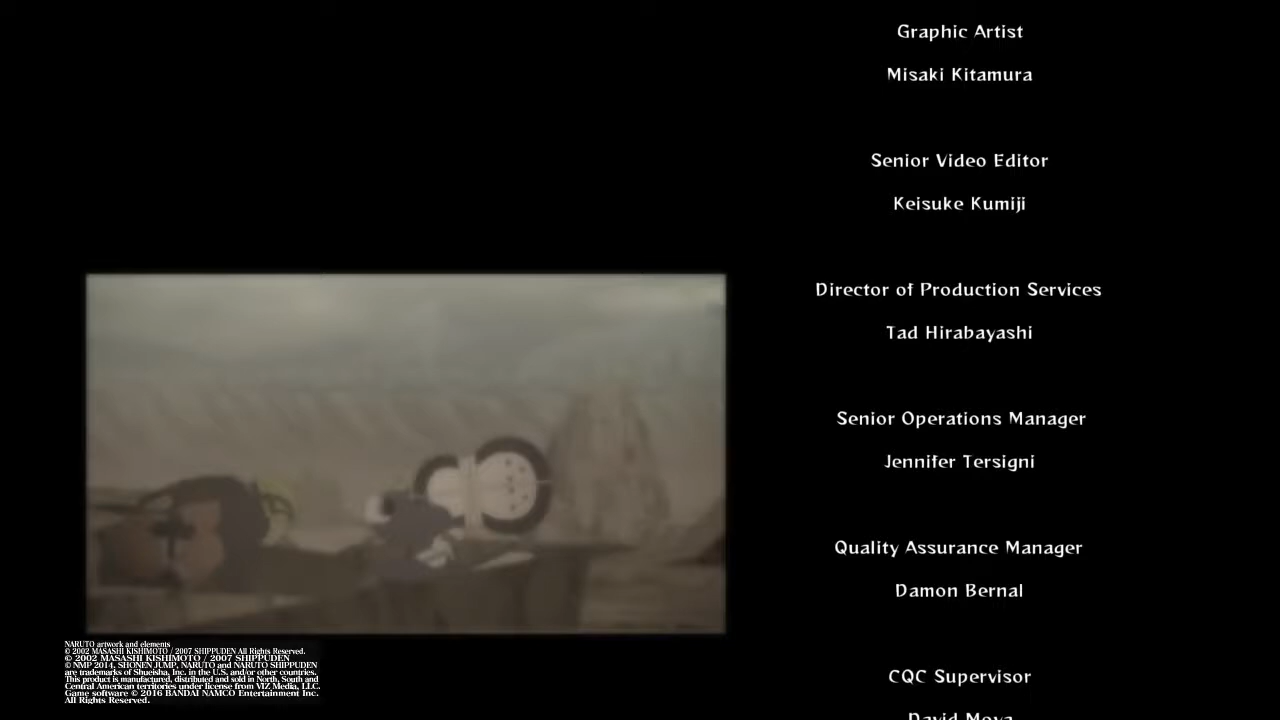 Graphic Artist
Misaki Kitamura
Senior Video Editor
Keisuke Kumiji
Director of Production Services
Tad Hirabayashi
Senior Operations Manager
Jennifer Tersigni
Quality Assurance Manager
Damon Bernal
CQC Supervisor
David Moya
NARUTO artwork and elements
© 2002 MASASHI KISHIMOTO / 2007 SHIPPUDEN All Rights Reserved.
© 2002 MASASHI KISHIMOTO / 2007 SHIPPUDEN
© NMP 2014. SHONEN JUMP, NARUTO and NARUTO SHIPPUDEN
are trademarks of Shueisha, Inc. in the U.S. and/or other countries.
This product is manufactured, distributed and sold in North, South and
Central American territories under license from VIZ Media, LLC.
Game software © 2016 BANDAI NAMCO Entertainment Inc.
All Rights Reserved.